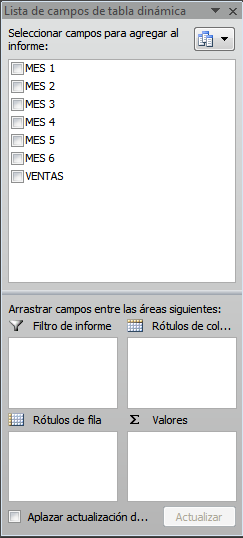 Lista de campos de tabla dinámica
Seleccionar campos para agregar al
informe:
MES 1
MES 2
MES 3
MES 4
MES 5
MES 6
VENTAS
Arrastrar campos entre las áreas siguientes:
Filtro de informe
Rótulos de col...
Rótulos de fila
Σ Valores
Aplazar actualización d...
Actualizar